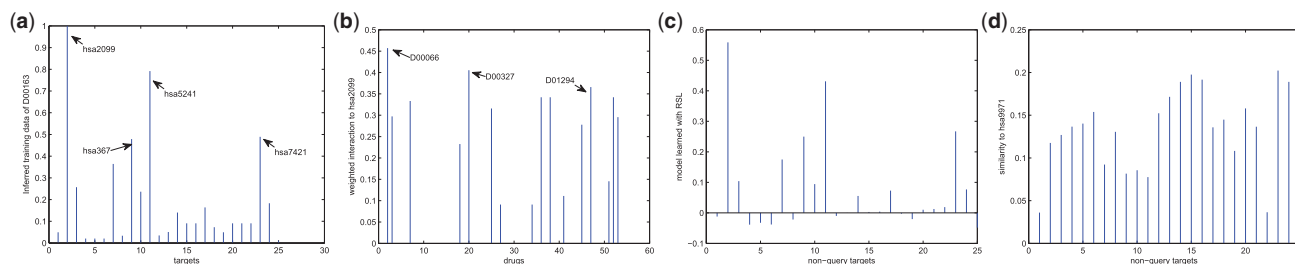 (a)
Inferred training data of D00163
1
0.9
0.8
0.7
0.6
0.5
0.4
0.3
0.2
0.1
0
hsa2099
hsa5241
hsa367
hsa7421
0 10 20 30
targets
(b)
weighted interaction to hsa2099
0.5
0.45
0.4
0.35
0.3
0.25
0.2
0.15
0.1
0.05
0
D00066
D00327
D01294
0 20 40 60
drugs
(c)
model learned with RSL
0.6
0.5
0.4
0.3
0.2
0.1
0
−0.1
0 5 10 15 20 25
non-query targets
(d)
similarity to hsa9971
0.25
0.2
0.15
0.1
0.05
0
0 5 10 15 20
non-query targets